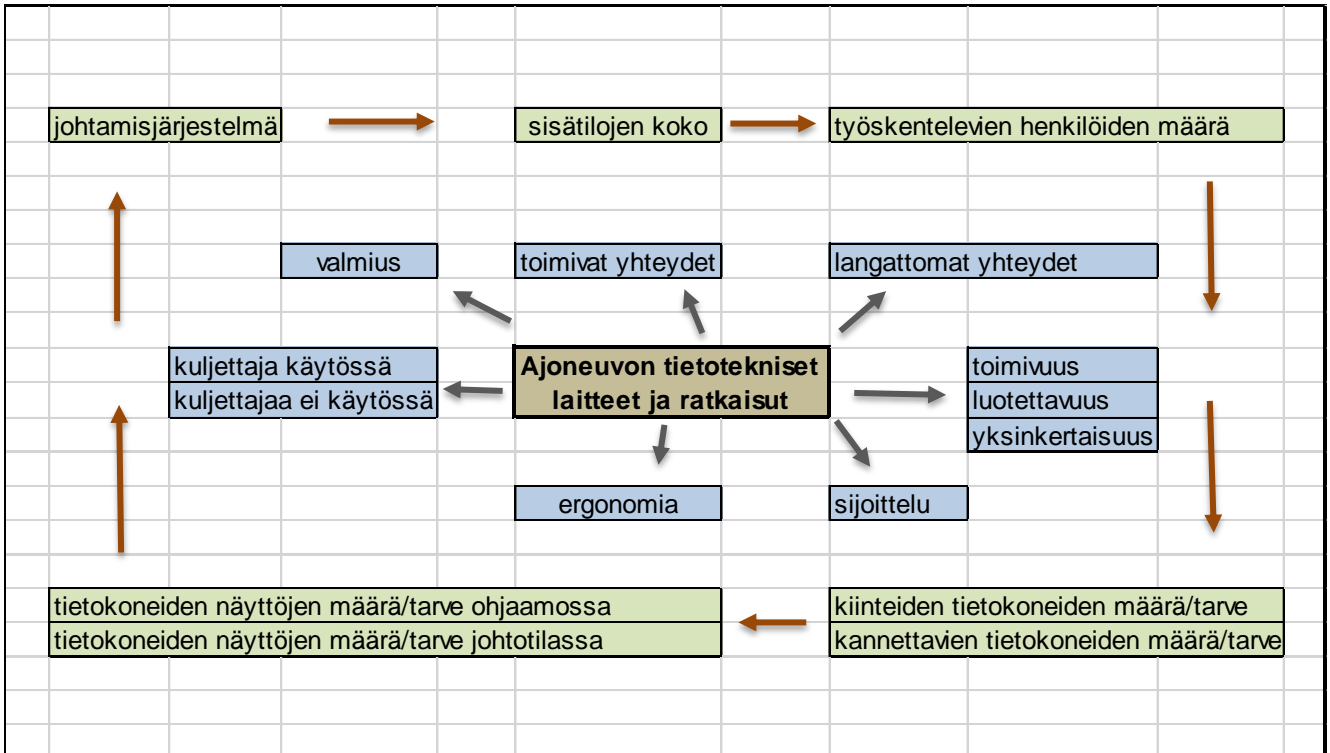 johtamisjärjestelmä
sisätilojen koko
työskentelevien henkilöiden määrä
valmius
toimivat yhteydet
langattomat yhteydet
kuljettaja käytössä
kuljettajaa ei käytössä
Ajoneuvon tietotekniset
laitteet ja ratkaisut
toimivuus
luotettavuus
yksinkertaisuus
ergonomia
sijoittelu
tietokoneiden näyttöjen määrä/tarve ohjaamossa
tietokoneiden näyttöjen määrä/tarve johtotilassa
kiinteiden tietokoneiden määrä/tarve
kannettavien tietokoneiden määrä/tarve